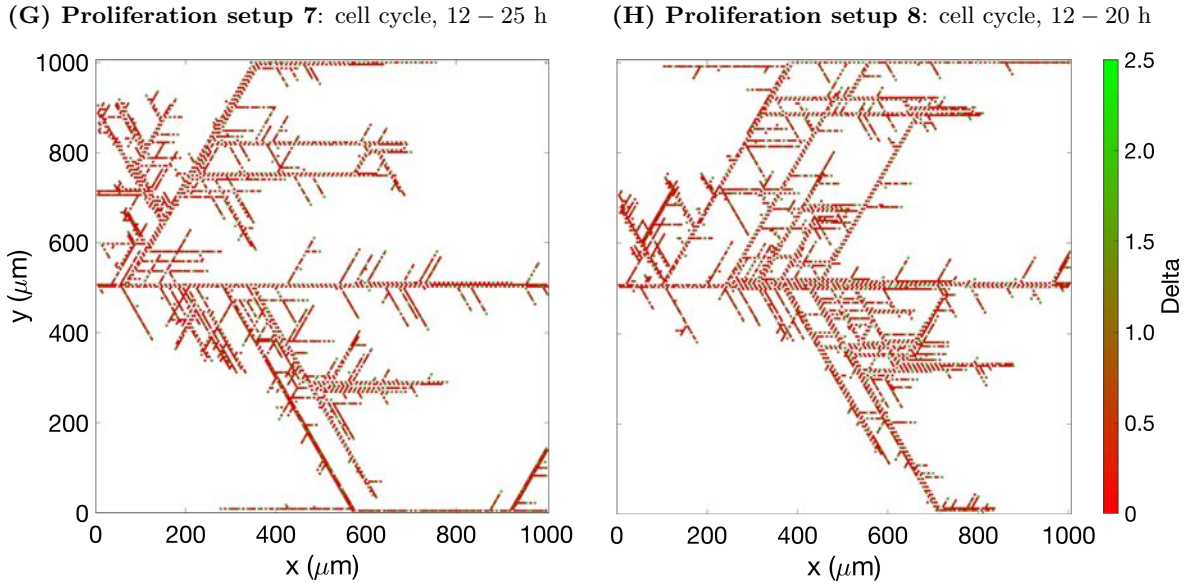 (G) Proliferation setup 7: cell cycle, 12 – 25 h
(H) Proliferation setup 8: cell cycle, 12 – 20 h
1000
800
600
400
200
0
y (μm)
0 200 400 600 800 1000
x (μm)
0 200 400 600 800 1000
x (μm)
2.5
2.0
1.5
1.0
0.5
0
Delta